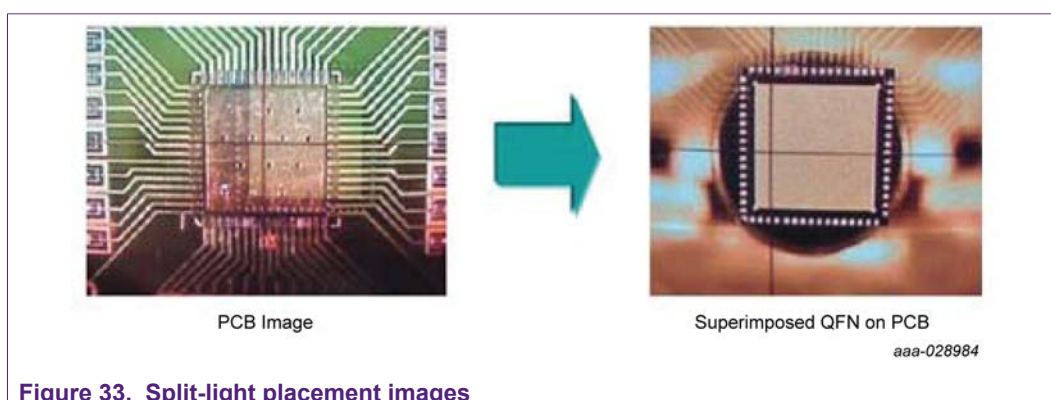 PCB Image
Superimposed QFN on PCB
aaa-028984
Figure 33. Split-light placement images